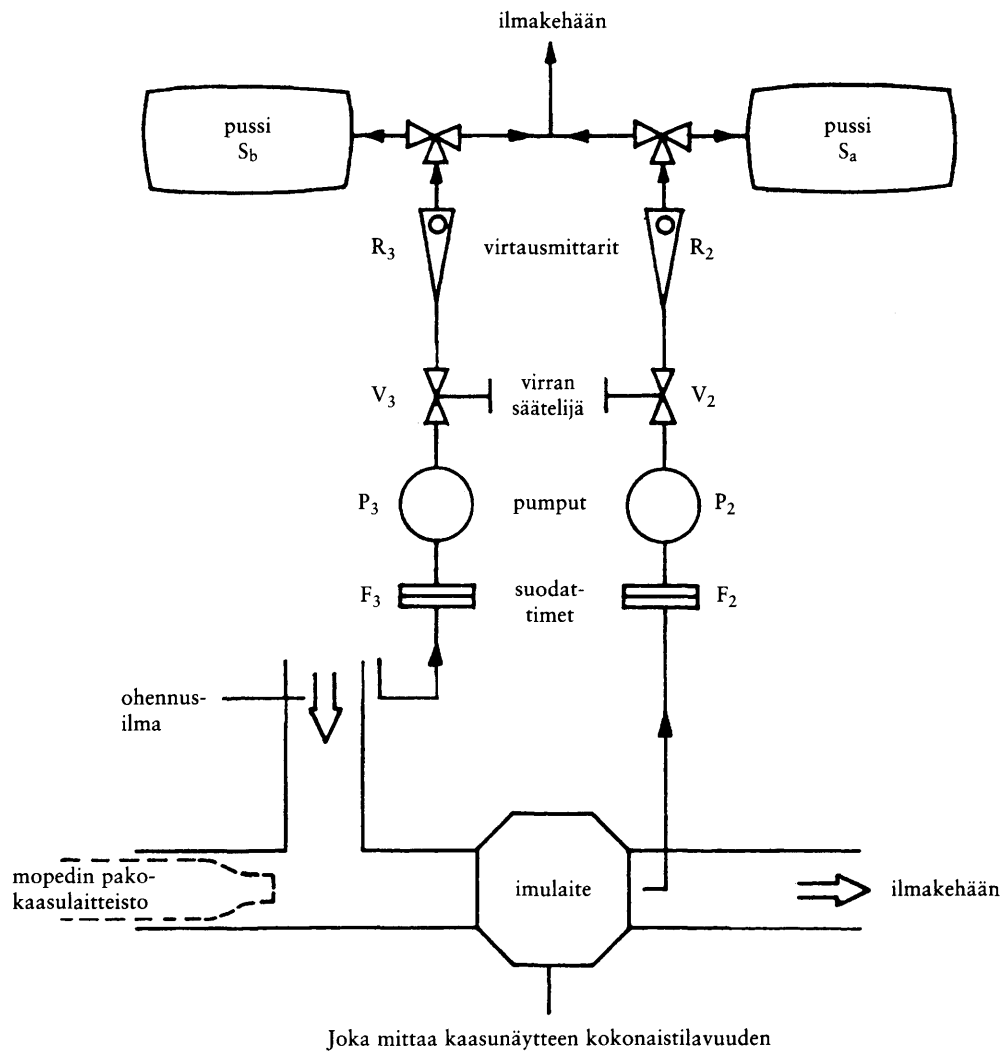 ilmakehään
pussi
Sb
pussi
Sa
R3
virtausmittarit
R2
V3
virran
säätelijä
V2
P3
pumput
P2
F3
suodat-
timet
F2
ohennus-
ilma
mopedin pako-
kaasulaitteisto
imulaite
ilmakehään
Joka mittaa kaasunäytteen kokonaistilavuuden